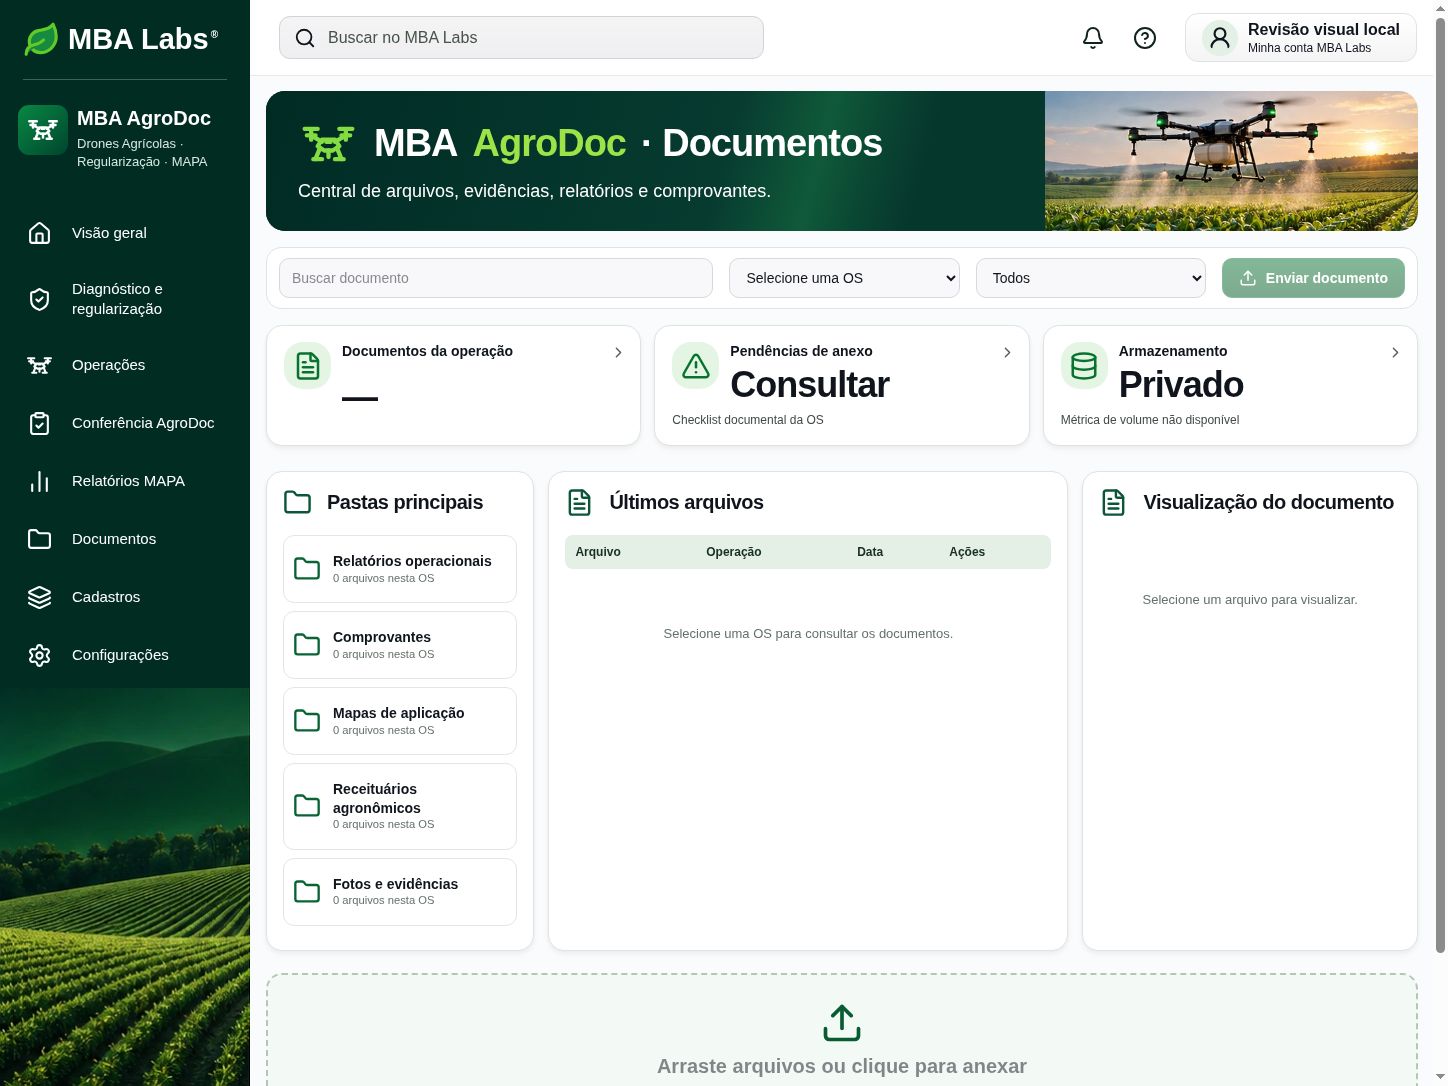 MBA Labs®
Buscar no MBA Labs
Revisão visual local
Minha conta MBA Labs
MBA AgroDoc
Drones Agrícolas ·
Regularização · MAPA
Visão geral
Diagnóstico e
regularização
Operações
Conferência AgroDoc
Relatórios MAPA
Documentos
Cadastros
Configurações
MBA AgroDoc · Documentos
Central de arquivos, evidências, relatórios e comprovantes.
Buscar documento
Selecione uma OS
Todos
Enviar documento
Documentos da operação
—
Pendências de anexo
Consultar
Checklist documental da OS
Armazenamento
Privado
Métrica de volume não disponível
Pastas principais
Relatórios operacionais
0 arquivos nesta OS
Comprovantes
0 arquivos nesta OS
Mapas de aplicação
0 arquivos nesta OS
Receituários
agronômicos
0 arquivos nesta OS
Fotos e evidências
0 arquivos nesta OS
Últimos arquivos
Arquivo Operação Data Ações
Selecione uma OS para consultar os documentos.
Visualização do documento
Selecione um arquivo para visualizar.
Arraste arquivos ou clique para anexar